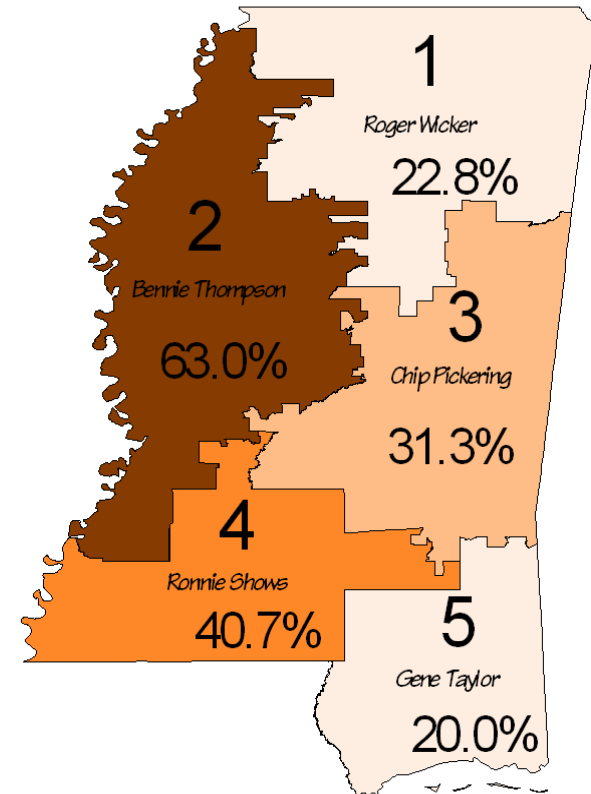 1
Roger Wicker
22.8%
2
Bennie Thompson
63.0%
3
Chip Pickering
31.3%
4
Ronnie Shows
40.7%
5
Gene Taylor
20.0%